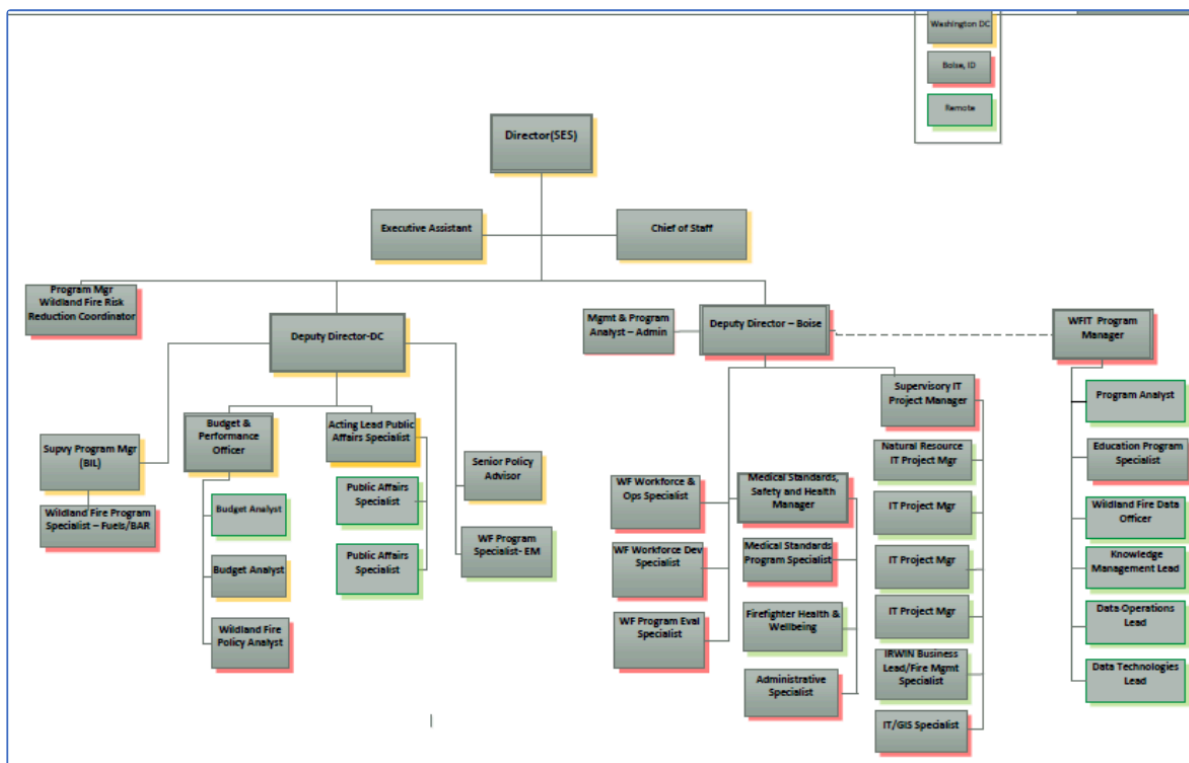 Washington DC
Boise, ID
Remote
Director(SES)
Executive Assistant
Chief of Staff
Program Mgr
Wildland Fire Risk
Reduction Coordinator
Deputy Director-DC
Mgmt & Program
Analyst – Admin
Deputy Director – Boise
WFIT Program
Manager
Supvy Program Mgr
(BIL)
Wildland Fire Program
Specialist – Fuels/BAR
Budget &
Performance
Officer
Budget Analyst
Budget Analyst
Wildland Fire
Policy Analyst
Acting Lead Public
Affairs Specialist
Public Affairs
Specialist
Public Affairs
Specialist
Senior Policy
Advisor
WF Program
Specialist- EM
WF Workforce &
Ops Specialist
WF Workforce Dev
Specialist
WF Program Eval
Specialist
Medical Standards,
Safety and Health
Manager
Medical Standards
Program Specialist
Firefighter Health &
Wellbeing
Administrative
Specialist
Supervisory IT
Project Manager
Natural Resource
IT Project Mgr
IT Project Mgr
IT Project Mgr
IT Project Mgr
IRWIN Business
Lead/Fire Mgmt
Specialist
IT/GIS Specialist
Program Analyst
Education Program
Specialist
Wildland Fire Data
Officer
Knowledge
Management Lead
Data Operations
Lead
Data Technologies
Lead